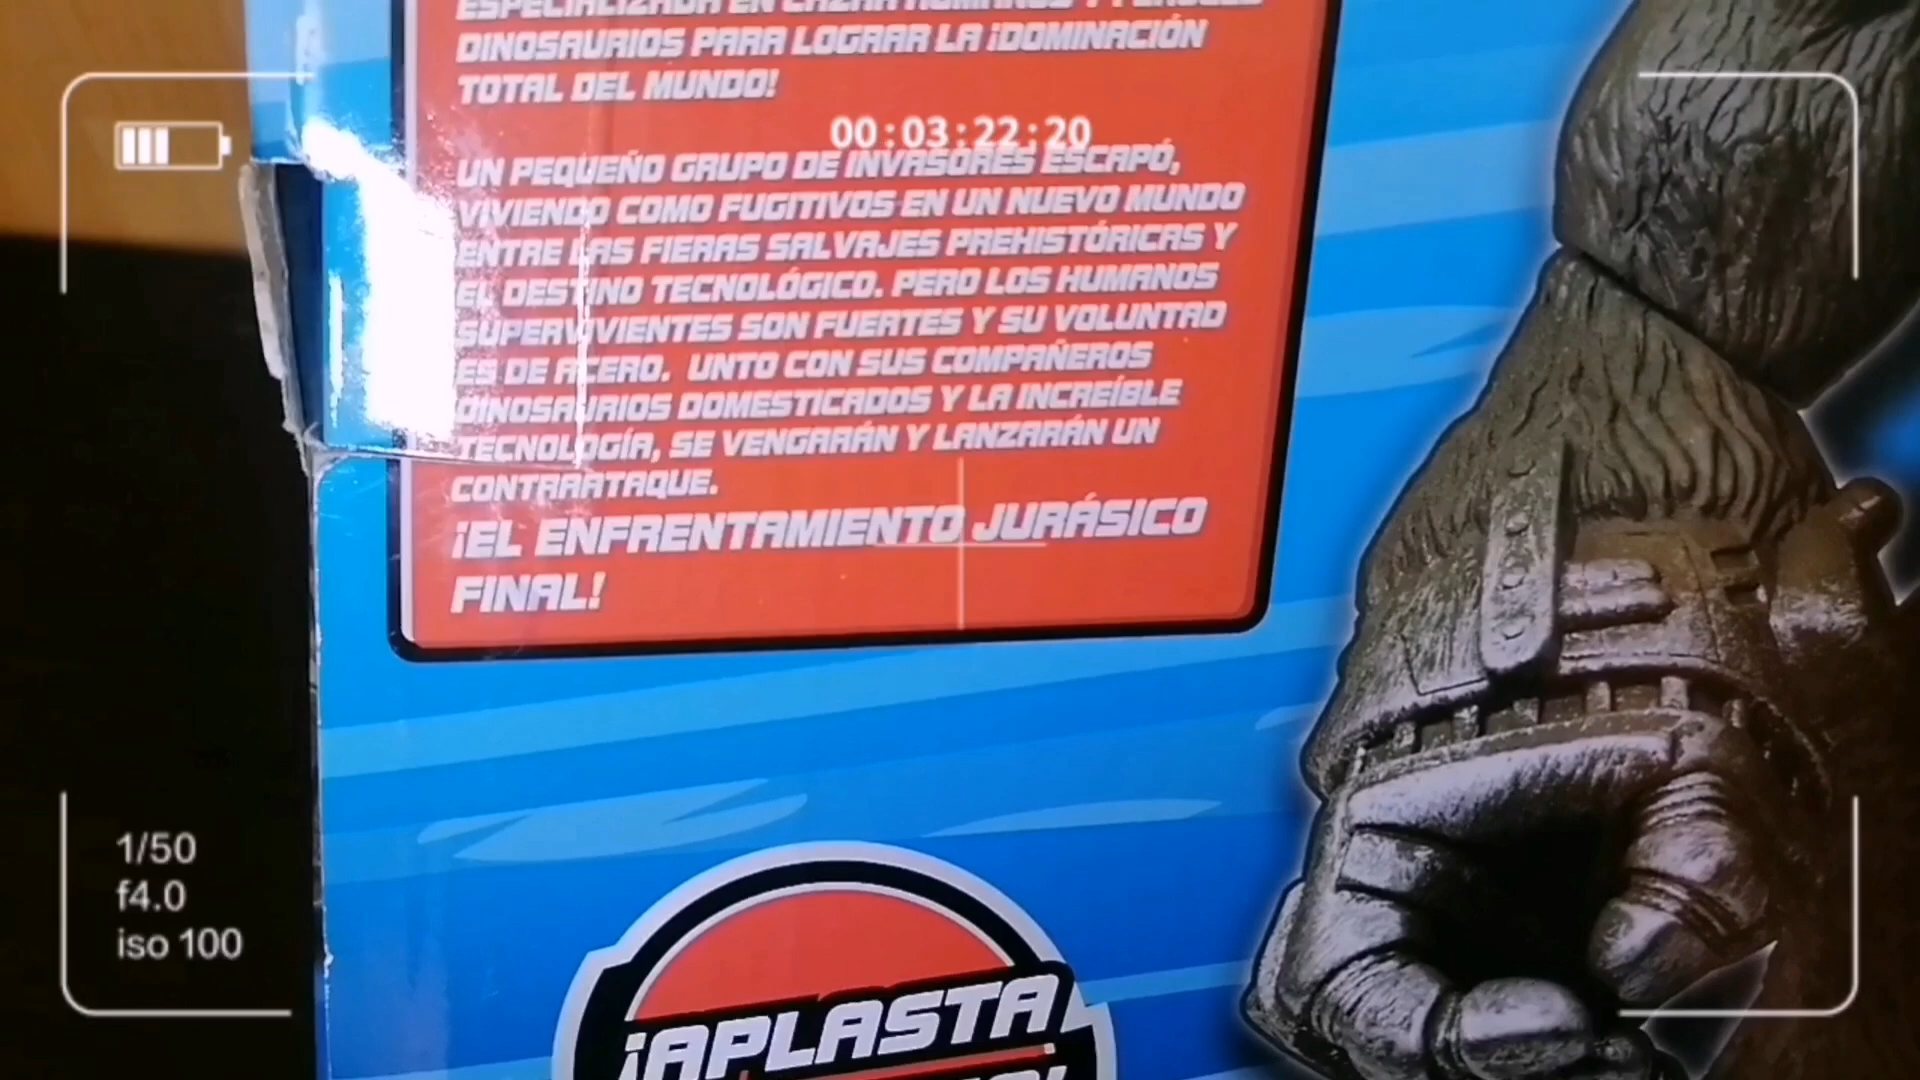 DINOSAURIOS PARA LOGRAR LA ¡DOMINACIÓN
TOTAL DEL MUNDO!
00:03:22:20
UN PEQUEÑO GRUPO DE INVASORES ESCAPÓ,
VIVIENDO COMO FUGITIVOS EN UN NUEVO MUNDO
ENTRE LAS FIERAS SALVAJES PREHISTÓRICAS Y
EL DESTINO TECNOLÓGICO. PERO LOS HUMANOS
SUPERVIVIENTES SON FUERTES Y SU VOLUNTAD
ES DE ACERO. UNTO CON SUS COMPAÑEROS
DINOSAURIOS DOMESTICADOS Y LA INCREÍBLE
TECNOLOGÍA, SE VENGARÁN Y LANZARÁN UN
CONTRAATAQUE.
¡EL ENFRENTAMIENTO JURÁSICO
FINAL!
1/50
f4.0
iso 100
¡APLASTA